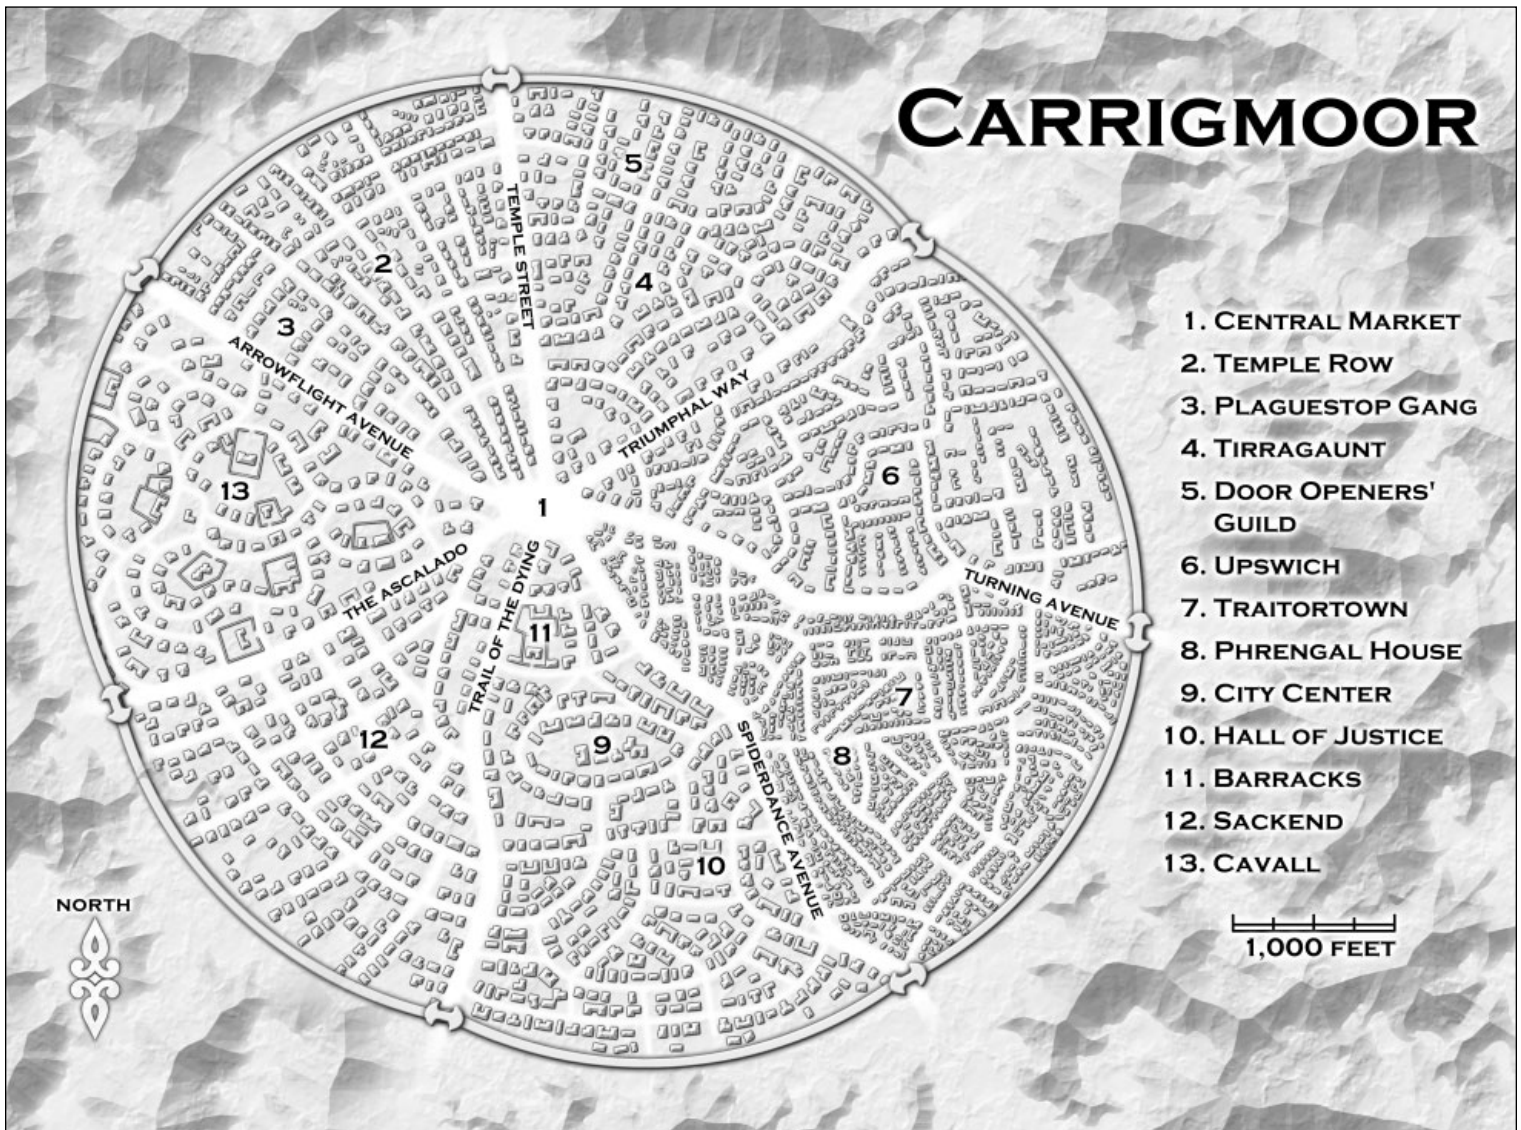 CARRIGMOOR
5
TEMPLE STREET
2
4
3
ARROWFLIGHT AVENUE
TRIUMPHAL WAY
6
13
1
THE ASCALADO
TRAIL OF THE DYING
TURNING AVENUE
11
7
12
9
SPIDERDANCE AVENUE
8
10
1. CENTRAL MARKET
2. TEMPLE ROW
3. PLAGUESTOP GANG
4. TIRRAGAUNT
5. DOOR OPENERS'
GUILD
6. UPSWICH
7. TRAITORTOWN
8. PHRENGAL HOUSE
9. CITY CENTER
10. HALL OF JUSTICE
11. BARRACKS
12. SACKEND
13. CAVALL
NORTH
1,000 FEET